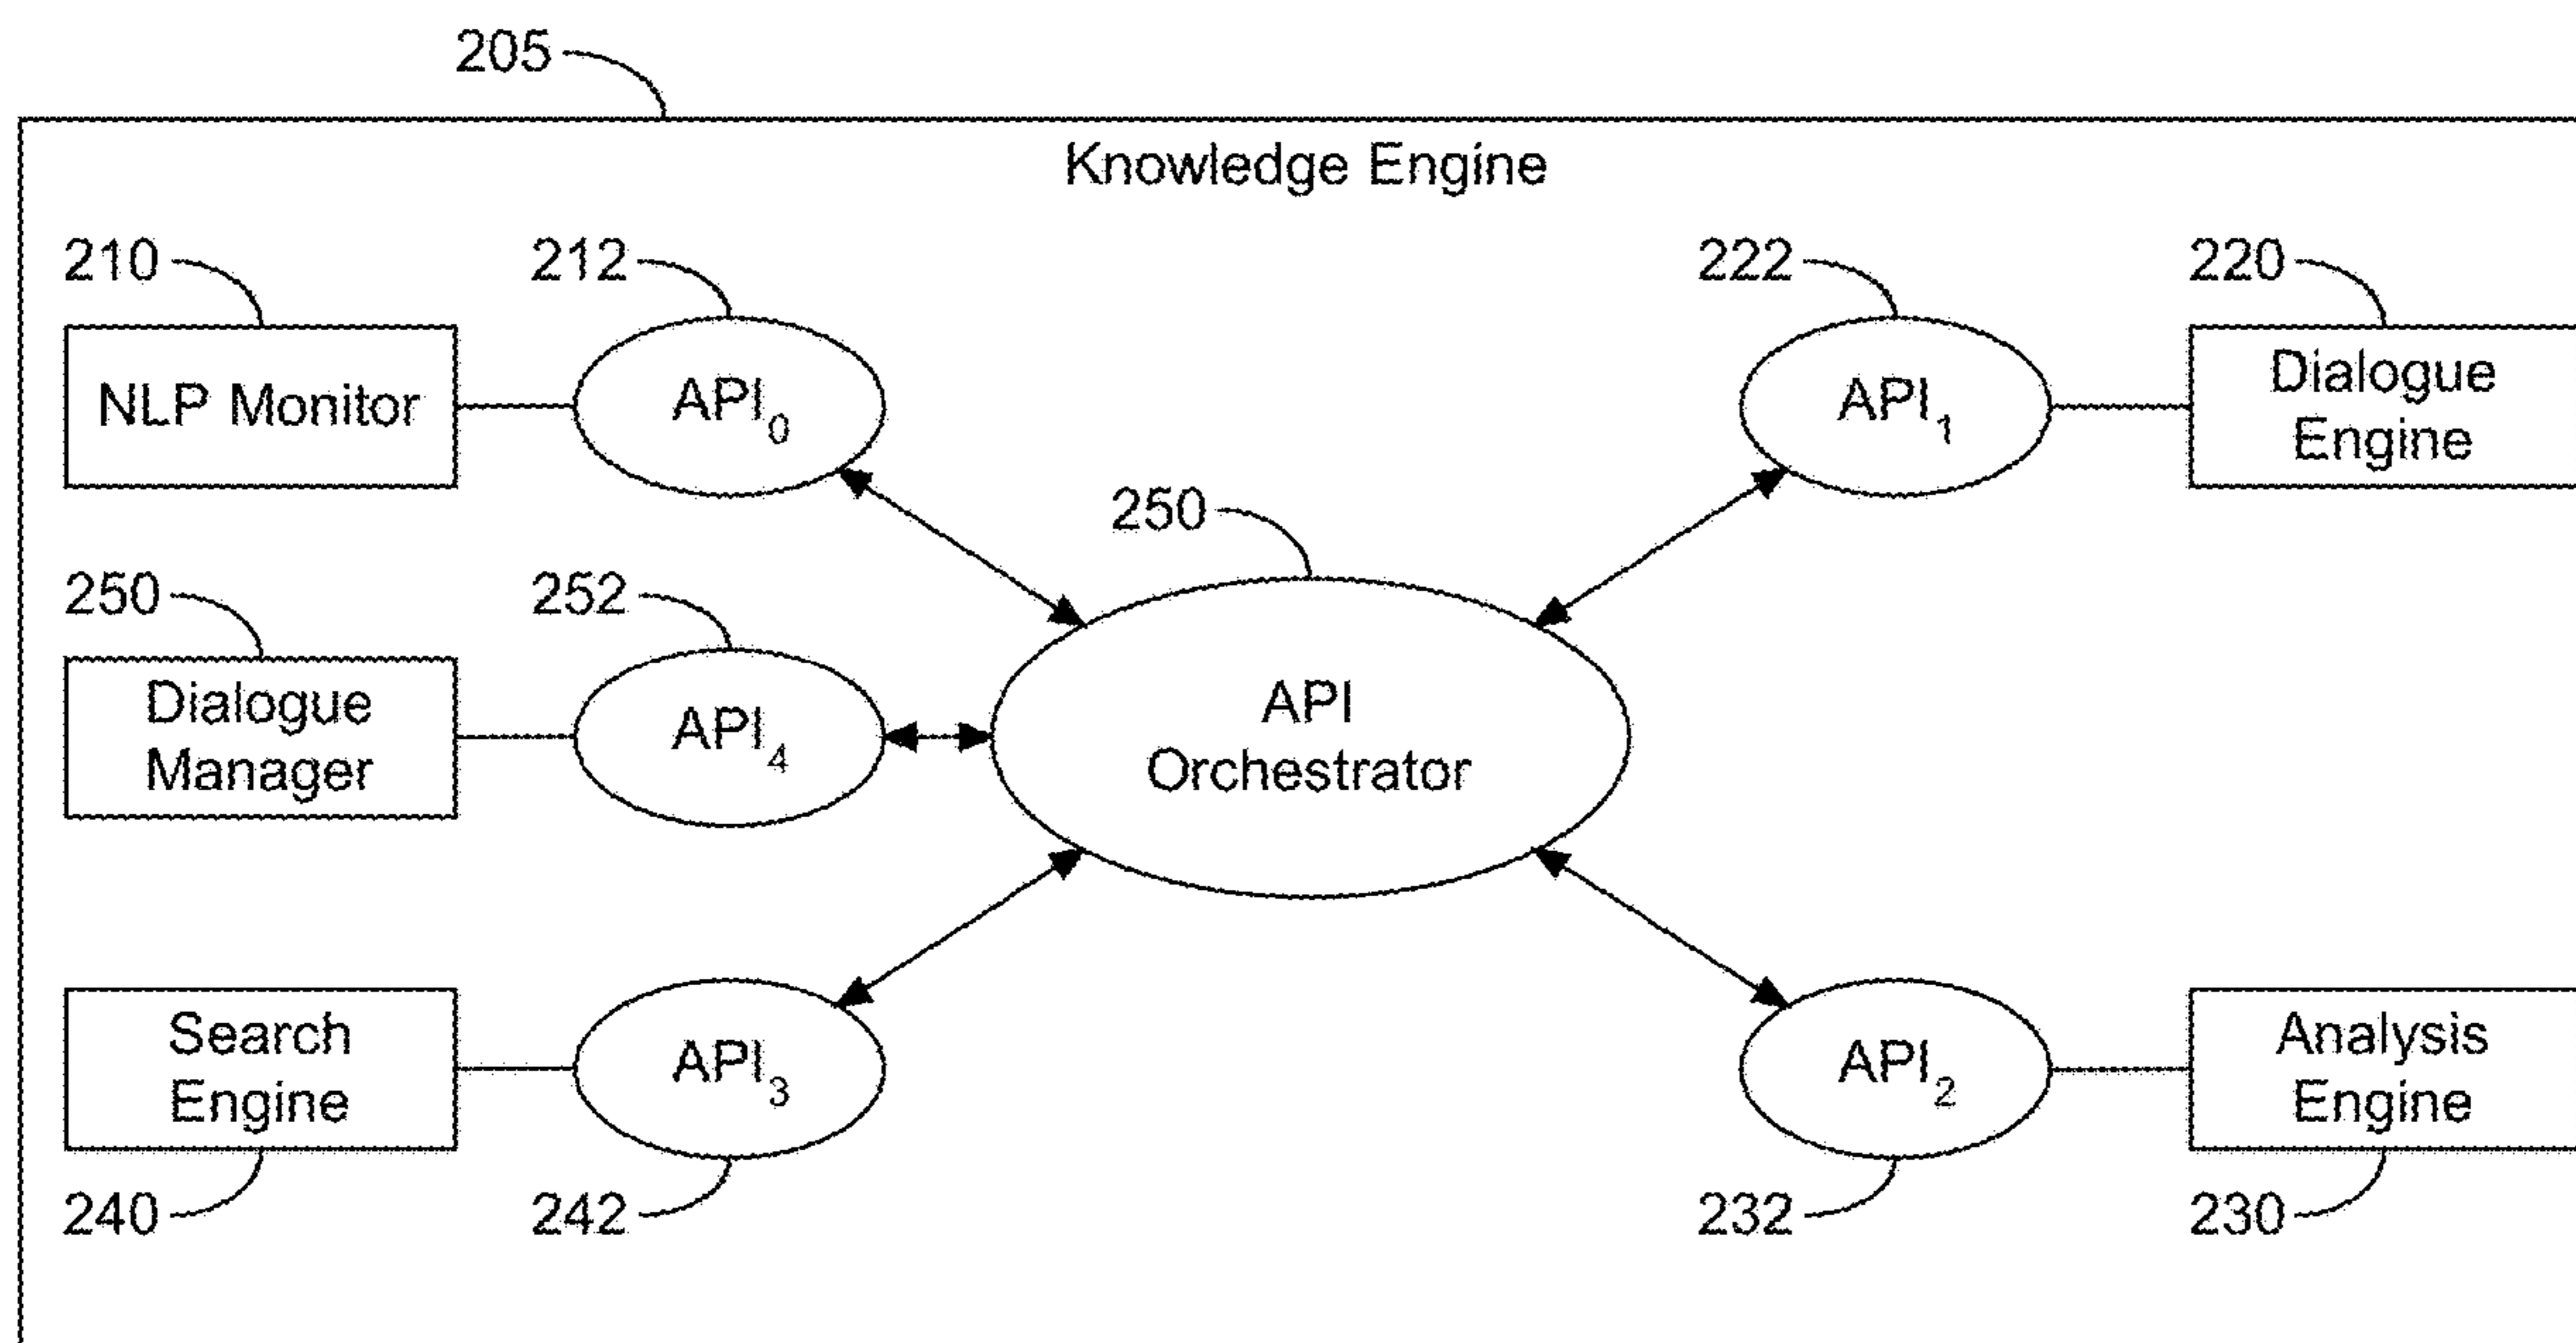 205
Knowledge Engine
210
212
222
220
NLP Monitor
API0
API1
Dialogue
Engine
250
250
252
Dialogue
Manager
API4
API
Orchestrator
Search
Engine
API3
API2
Analysis
Engine
240
242
232
230